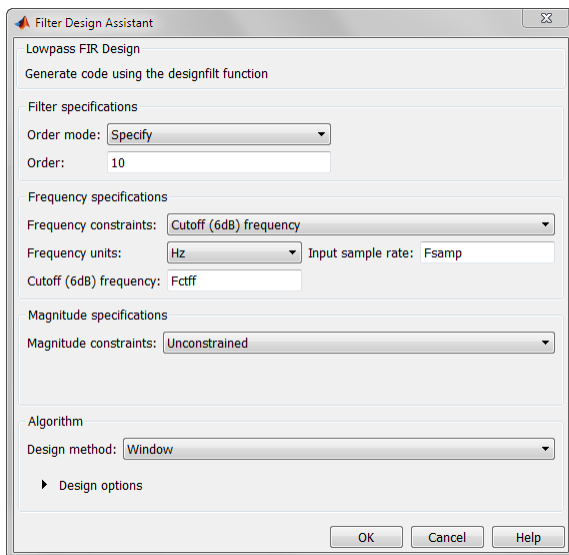 Filter Design Assistant
Lowpass FIR Design
Generate code using the designfilt function
Filter specifications
Order mode: Specify
Order: 10
Frequency specifications
Frequency constraints: Cutoff (6dB) frequency
Frequency units: Hz Input sample rate: Fsamp
Cutoff (6dB) frequency: Fctff
Magnitude specifications
Magnitude constraints: Unconstrained
Algorithm
Design method: Window
Design options
OK Cancel Help